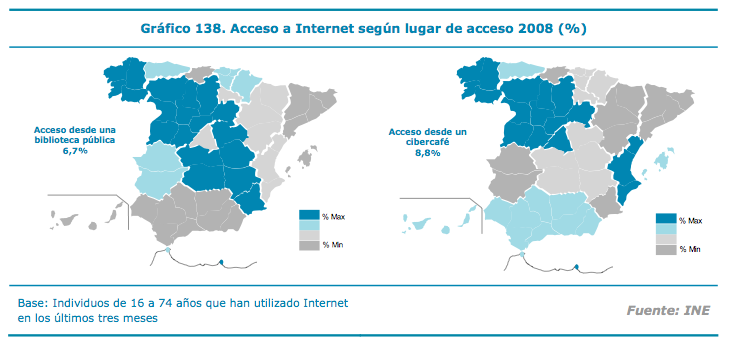 Gráfico 138. Acceso a Internet según lugar de acceso 2008 (%)
Acceso desde una
biblioteca pública
6,7%
% Max
% Min
Acceso desde un
cibercafé
8,8%
% Max
% Min
Base: Individuos de 16 a 74 años que han utilizado Internet
en los últimos tres meses
Fuente: INE